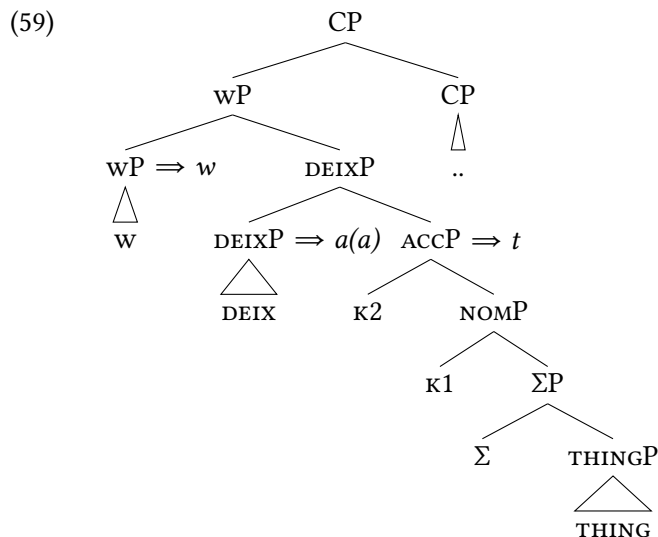 (59) CP
wP CP
wP ⇒ w DEIXP ..
w DEIXP ⇒ a(a) ACCP ⇒ t
DEIX K2 NOMP
K1 ΣP
Σ THINGP
THING